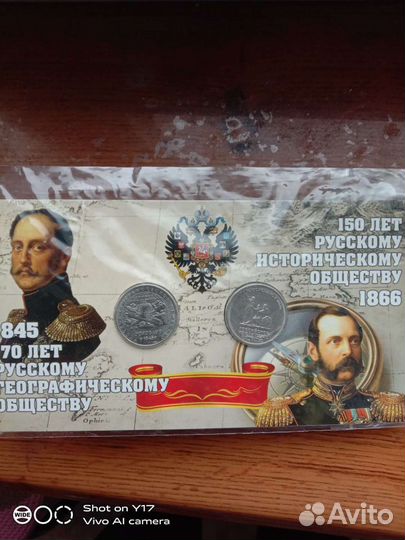 150 ЛЕТ
РУССКОМУ
ИСТОРИЧЕСКОМУ
ОБЩЕСТВУ
1866
845
70 ЛЕТ
РУССКОМУ
ГЕОГРАФИЧЕСКОМУ
ОБЩЕСТВУ
WIDE
Shot on Y17
Vivo AI camera
Avito